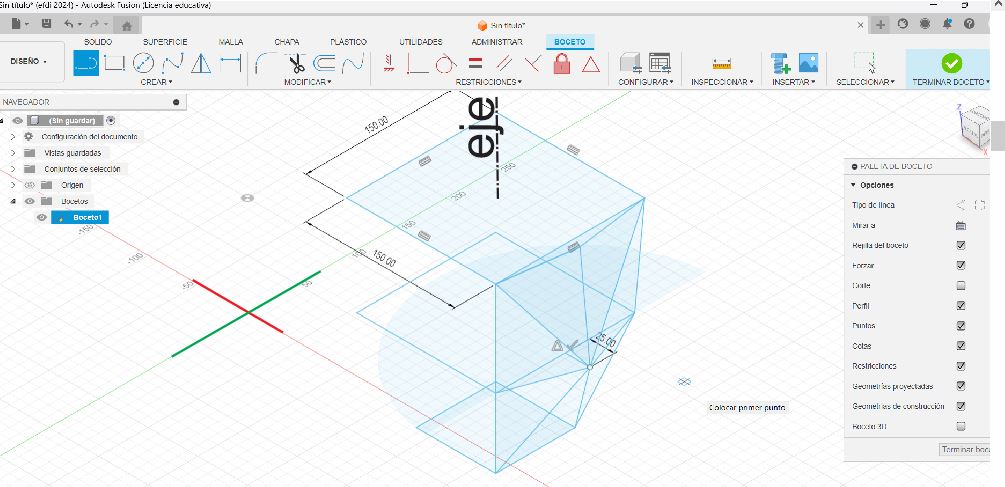 Sin título* (efdi 2024) - Autodesk Fusion (Licencia educativa)
Sin título*
SÓLIDO SUPERFICIE MALLA CHAPA PLÁSTICO UTILIDADES ADMINISTRAR BOCETO
DISEÑO
CREAR MODIFICAR RESTRICCIONES CONFIGURAR INSPECCIONAR INSERTAR SELECCIONAR TERMINAR BOCETO
NAVEGADOR
(Sin guardar)
Configuración del documento
Vistas guardadas
Conjuntos de selección
Origen
Bocetos
Boceto1
eje
150.00
250
200
150
150.00
-150
-100
-50
50
25.00
Colocar primer punto
Z
X
PALETA DE BOCETO
Opciones
Tipo de línea
Mirar a
Rejilla del boceto
Forzar
Corte
Perfil
Puntos
Cotas
Restricciones
Geometrías proyectadas
Geometrías de construcción
Boceto 3D
Terminar boc